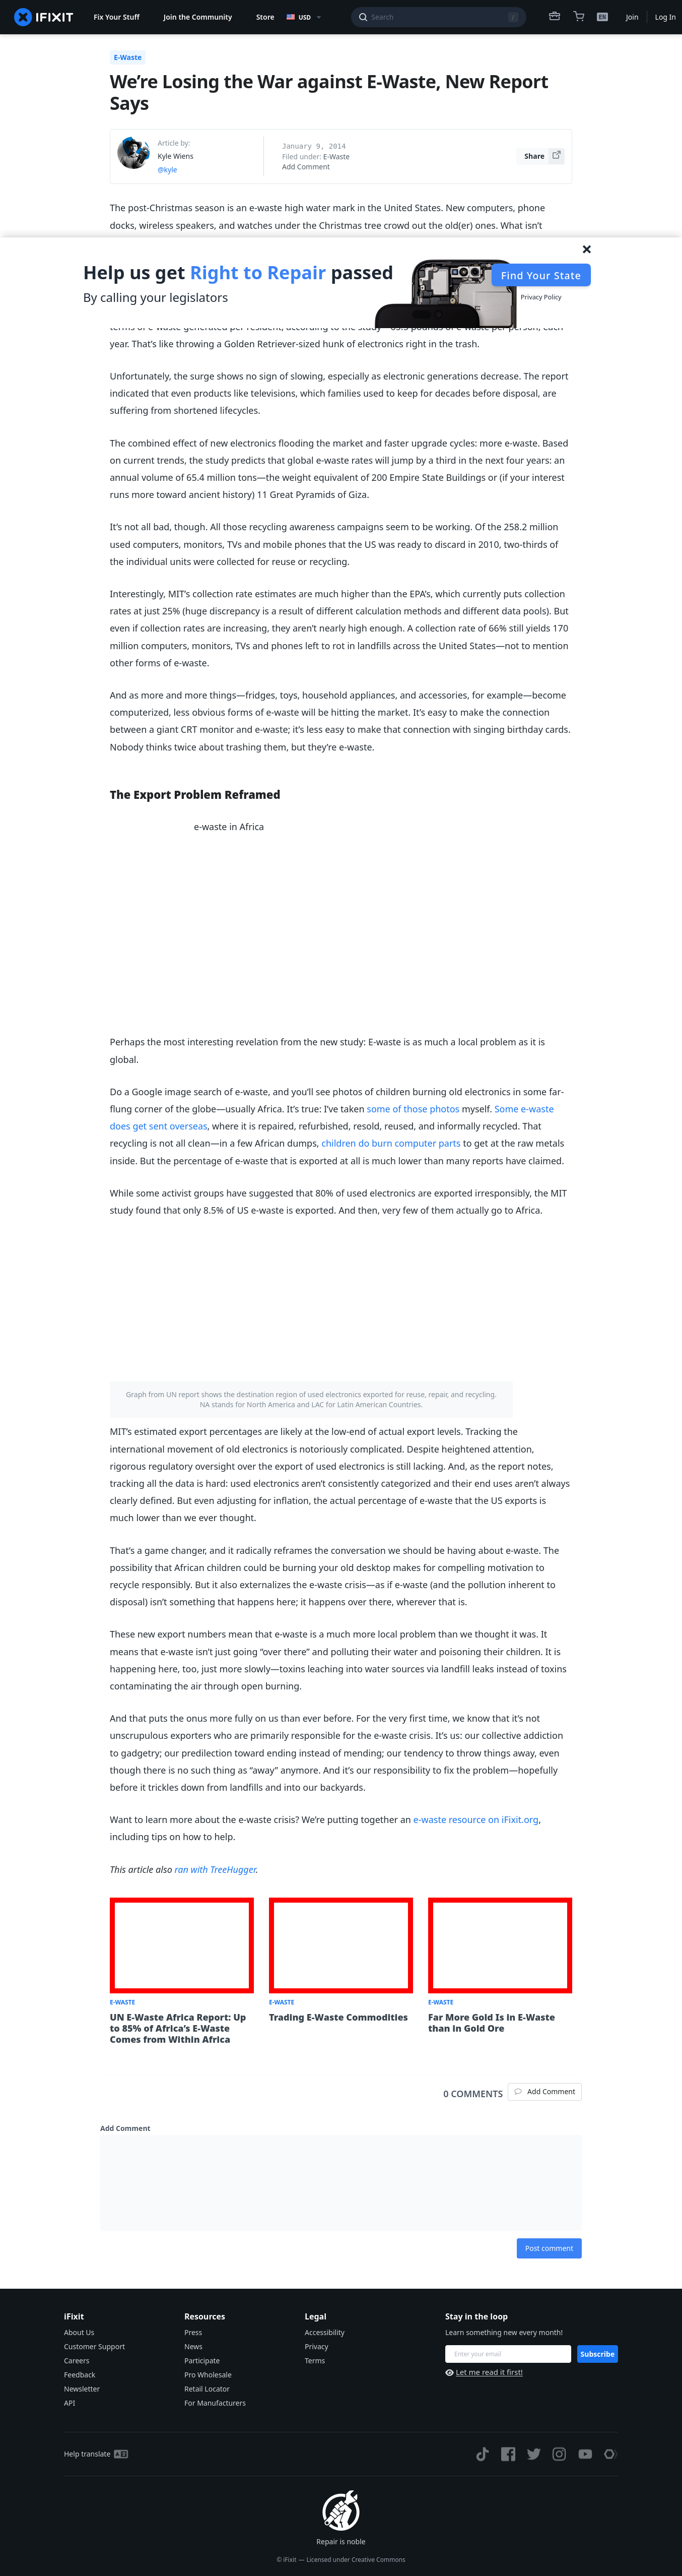 IFIXIT
Fix Your Stuff
Join the Community
Store
USD
Search
/
EN
Join
Log In
E-Waste
We’re Losing the War against E-Waste, New Report
Says
Article by:
Kyle Wiens
@kyle
January 9, 2014
Filed under: E-Waste
Add Comment
Share
The post-Christmas season is an e-waste high water mark in the United States. New computers, phone
docks, wireless speakers, and watches under the Christmas tree crowd out the old(er) ones. What isn’t
Help us get Right to Repair passed
By calling your legislators
Find Your State
Privacy Policy
year. That’s like throwing a Golden Retriever-sized hunk of electronics right in the trash.
Unfortunately, the surge shows no sign of slowing, especially as electronic generations decrease. The report
indicated that even products like televisions, which families used to keep for decades before disposal, are
suffering from shortened lifecycles.
The combined effect of new electronics flooding the market and faster upgrade cycles: more e-waste. Based
on current trends, the study predicts that global e-waste rates will jump by a third in the next four years: an
annual volume of 65.4 million tons—the weight equivalent of 200 Empire State Buildings or (if your interest
runs more toward ancient history) 11 Great Pyramids of Giza.
It’s not all bad, though. All those recycling awareness campaigns seem to be working. Of the 258.2 million
used computers, monitors, TVs and mobile phones that the US was ready to discard in 2010, two-thirds of
the individual units were collected for reuse or recycling.
Interestingly, MIT’s collection rate estimates are much higher than the EPA’s, which currently puts collection
rates at just 25% (huge discrepancy is a result of different calculation methods and different data pools). But
even if collection rates are increasing, they aren’t nearly high enough. A collection rate of 66% still yields 170
million computers, monitors, TVs and phones left to rot in landfills across the United States—not to mention
other forms of e-waste.
And as more and more things—fridges, toys, household appliances, and accessories, for example—become
computerized, less obvious forms of e-waste will be hitting the market. It’s easy to make the connection
between a giant CRT monitor and e-waste; it’s less easy to make that connection with singing birthday cards.
Nobody thinks twice about trashing them, but they’re e-waste.
The Export Problem Reframed
e-waste in Africa
Perhaps the most interesting revelation from the new study: E-waste is as much a local problem as it is
global.
Do a Google image search of e-waste, and you’ll see photos of children burning old electronics in some far-
flung corner of the globe—usually Africa. It’s true: I’ve taken some of those photos myself. Some e-waste
does get sent overseas, where it is repaired, refurbished, resold, reused, and informally recycled. That
recycling is not all clean—in a few African dumps, children do burn computer parts to get at the raw metals
inside. But the percentage of e-waste that is exported at all is much lower than many reports have claimed.
While some activist groups have suggested that 80% of used electronics are exported irresponsibly, the MIT
study found that only 8.5% of US e-waste is exported. And then, very few of them actually go to Africa.
Graph from UN report shows the destination region of used electronics exported for reuse, repair, and recycling.
NA stands for North America and LAC for Latin American Countries.
MIT’s estimated export percentages are likely at the low-end of actual export levels. Tracking the
international movement of old electronics is notoriously complicated. Despite heightened attention,
rigorous regulatory oversight over the export of used electronics is still lacking. And, as the report notes,
tracking all the data is hard: used electronics aren’t consistently categorized and their end uses aren’t always
clearly defined. But even adjusting for inflation, the actual percentage of e-waste that the US exports is
much lower than we ever thought.
That’s a game changer, and it radically reframes the conversation we should be having about e-waste. The
possibility that African children could be burning your old desktop makes for compelling motivation to
recycle responsibly. But it also externalizes the e-waste crisis—as if e-waste (and the pollution inherent to
disposal) isn’t something that happens here; it happens over there, wherever that is.
These new export numbers mean that e-waste is a much more local problem than we thought it was. It
means that e-waste isn’t just going “over there” and polluting their water and poisoning their children. It is
happening here, too, just more slowly—toxins leaching into water sources via landfill leaks instead of toxins
contaminating the air through open burning.
And that puts the onus more fully on us than ever before. For the very first time, we know that it’s not
unscrupulous exporters who are primarily responsible for the e-waste crisis. It’s us: our collective addiction
to gadgetry; our predilection toward ending instead of mending; our tendency to throw things away, even
though there is no such thing as “away” anymore. And it’s our responsibility to fix the problem—hopefully
before it trickles down from landfills and into our backyards.
Want to learn more about the e-waste crisis? We’re putting together an e-waste resource on iFixit.org,
including tips on how to help.
This article also ran with TreeHugger.
E-WASTE
UN E-Waste Africa Report: Up
to 85% of Africa’s E-Waste
Comes from Within Africa
E-WASTE
Trading E-Waste Commodities
E-WASTE
Far More Gold Is in E-Waste
than in Gold Ore
0 COMMENTS
Add Comment
Add Comment
Post comment
iFixit
About Us
Customer Support
Careers
Feedback
Newsletter
API
Resources
Press
News
Participate
Pro Wholesale
Retail Locator
For Manufacturers
Legal
Accessibility
Privacy
Terms
Stay in the loop
Learn something new every month!
Enter your email
Subscribe
Let me read it first!
Help translate
Repair is noble
© iFixit — Licensed under Creative Commons